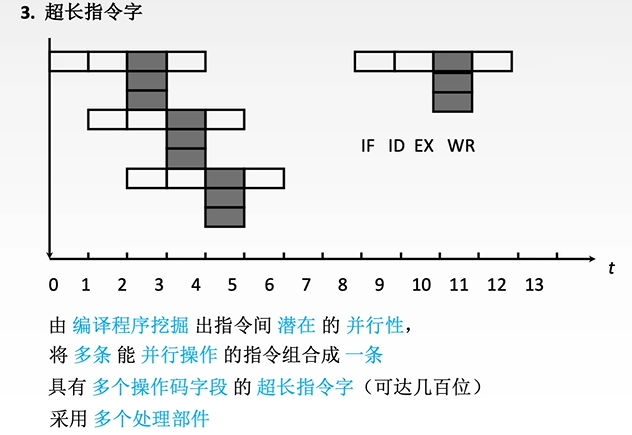 3. 超长指令字
IF ID EX WR
t
0 1 2 3 4 5 6 7 8 9 10 11 12 13
由 编译程序挖掘 出指令间 潜在 的 并行性，
将 多条 能 并行操作 的指令组合成 一条
具有 多个操作码字段 的 超长指令字（可达几百位）
采用 多个处理部件